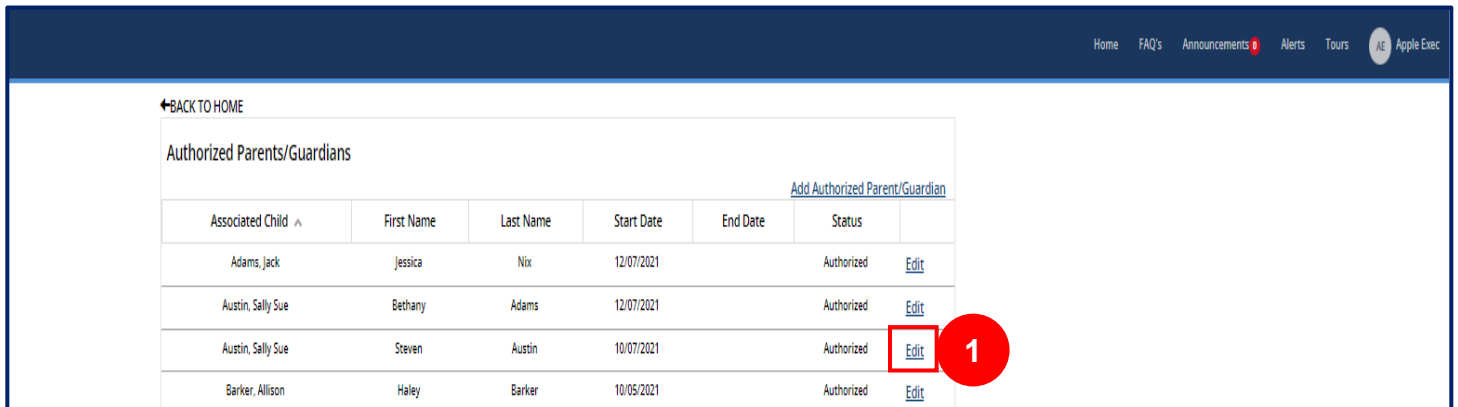 Home FAQ's Announcements 0 Alerts Tours AE Apple Exec
BACK TO HOME
Authorized Parents/Guardians
Add Authorized Parent/Guardian
Associated Child First Name Last Name Start Date End Date Status
Adams, Jack Jessica Nix 12/07/2021 Authorized Edit
Austin, Sally Sue Bethany Adams 12/07/2021 Authorized Edit
Austin, Sally Sue Steven Austin 10/07/2021 Authorized Edit 1
Barker, Allison Haley Barker 10/05/2021 Authorized Edit